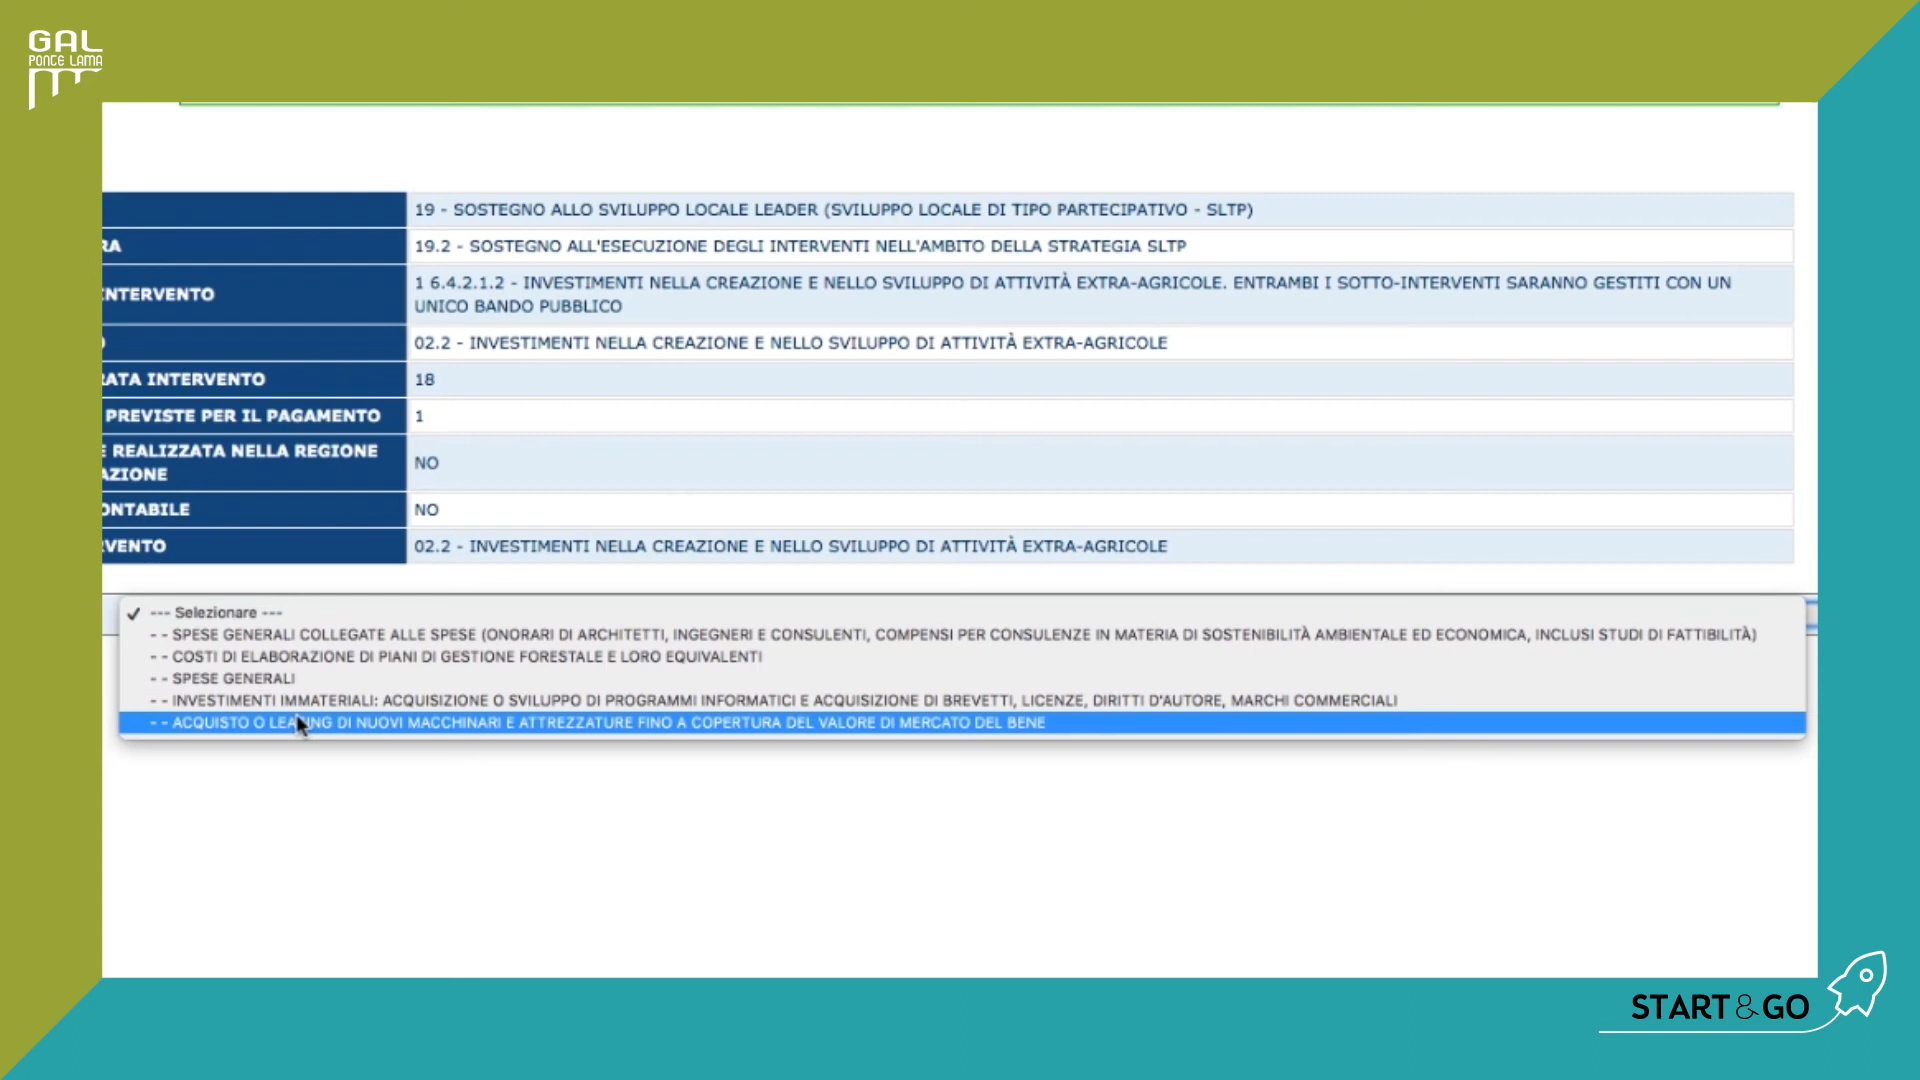 GAL
PONTE LAMA
19 - SOSTEGNO ALLO SVILUPPO LOCALE LEADER (SVILUPPO LOCALE DI TIPO PARTECIPATIVO - SLTP)
RA 19.2 - SOSTEGNO ALL'ESECUZIONE DEGLI INTERVENTI NELL'AMBITO DELLA STRATEGIA SLTP
INTERVENTO 1 6.4.2.1.2 - INVESTIMENTI NELLA CREAZIONE E NELLO SVILUPPO DI ATTIVITÀ EXTRA-AGRICOLE. ENTRAMBI I SOTTO-INTERVENTI SARANNO GESTITI CON UN
UNICO BANDO PUBBLICO
O 02.2 - INVESTIMENTI NELLA CREAZIONE E NELLO SVILUPPO DI ATTIVITÀ EXTRA-AGRICOLE
RATA INTERVENTO 18
PREVISTE PER IL PAGAMENTO 1
E REALIZZATA NELLA REGIONE
AZIONE NO
ONTABILE NO
RVENTO 02.2 - INVESTIMENTI NELLA CREAZIONE E NELLO SVILUPPO DI ATTIVITÀ EXTRA-AGRICOLE
✓ --- Selezionare ---
- - SPESE GENERALI COLLEGATE ALLE SPESE (ONORARI DI ARCHITETTI, INGEGNERI E CONSULENTI, COMPENSI PER CONSULENZE IN MATERIA DI SOSTENIBILITÀ AMBIENTALE ED ECONOMICA, INCLUSI STUDI DI FATTIBILITÀ)
- - COSTI DI ELABORAZIONE DI PIANI DI GESTIONE FORESTALE E LORO EQUIVALENTI
- - SPESE GENERALI
- - INVESTIMENTI IMMATERIALI: ACQUISIZIONE O SVILUPPO DI PROGRAMMI INFORMATICI E ACQUISIZIONE DI BREVETTI, LICENZE, DIRITTI D'AUTORE, MARCHI COMMERCIALI
- - ACQUISTO O LEASING DI NUOVI MACCHINARI E ATTREZZATURE FINO A COPERTURA DEL VALORE DI MERCATO DEL BENE
START&GO